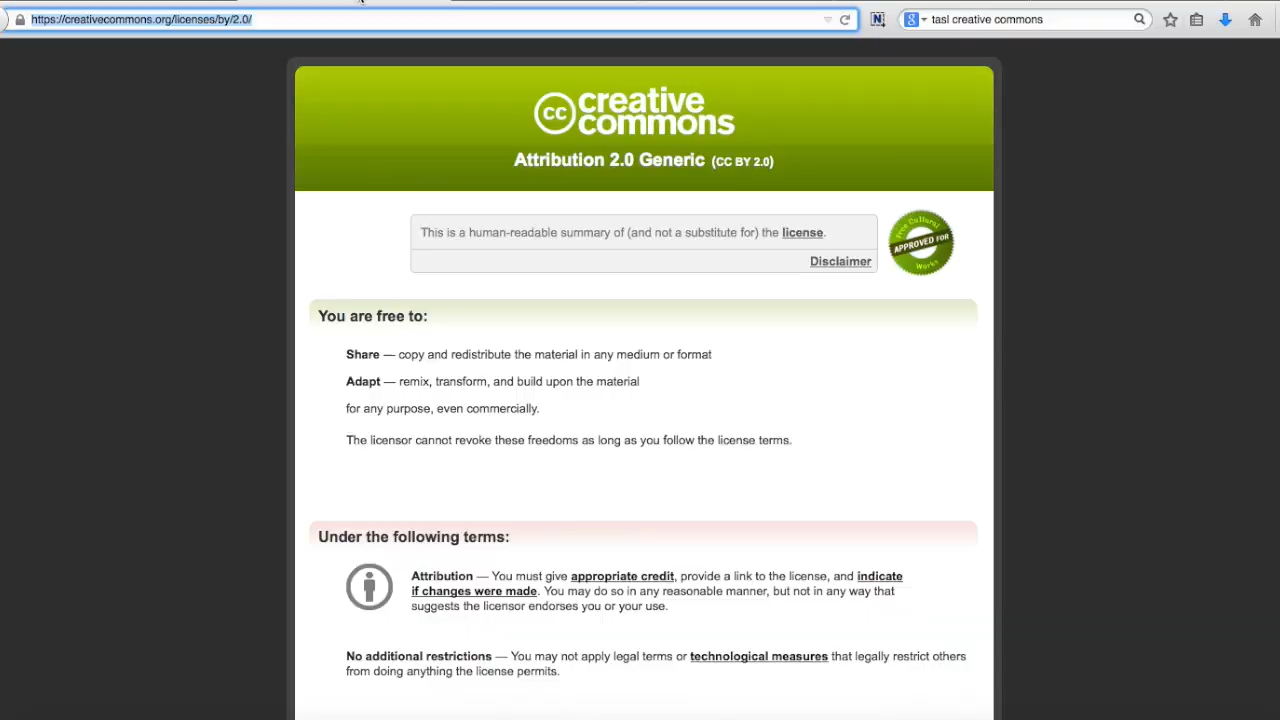 https://creativecommons.org/licenses/by/2.0/
tasl creative commons
cc creative
commons
Attribution 2.0 Generic (CC BY 2.0)
This is a human-readable summary of (and not a substitute for) the license.
Disclaimer
Free Cultural
APPROVED FOR
Works
You are free to:
Share — copy and redistribute the material in any medium or format
Adapt — remix, transform, and build upon the material
for any purpose, even commercially.
The licensor cannot revoke these freedoms as long as you follow the license terms.
Under the following terms:
Attribution — You must give appropriate credit, provide a link to the license, and indicate
if changes were made. You may do so in any reasonable manner, but not in any way that
suggests the licensor endorses you or your use.
No additional restrictions — You may not apply legal terms or technological measures that legally restrict others
from doing anything the license permits.